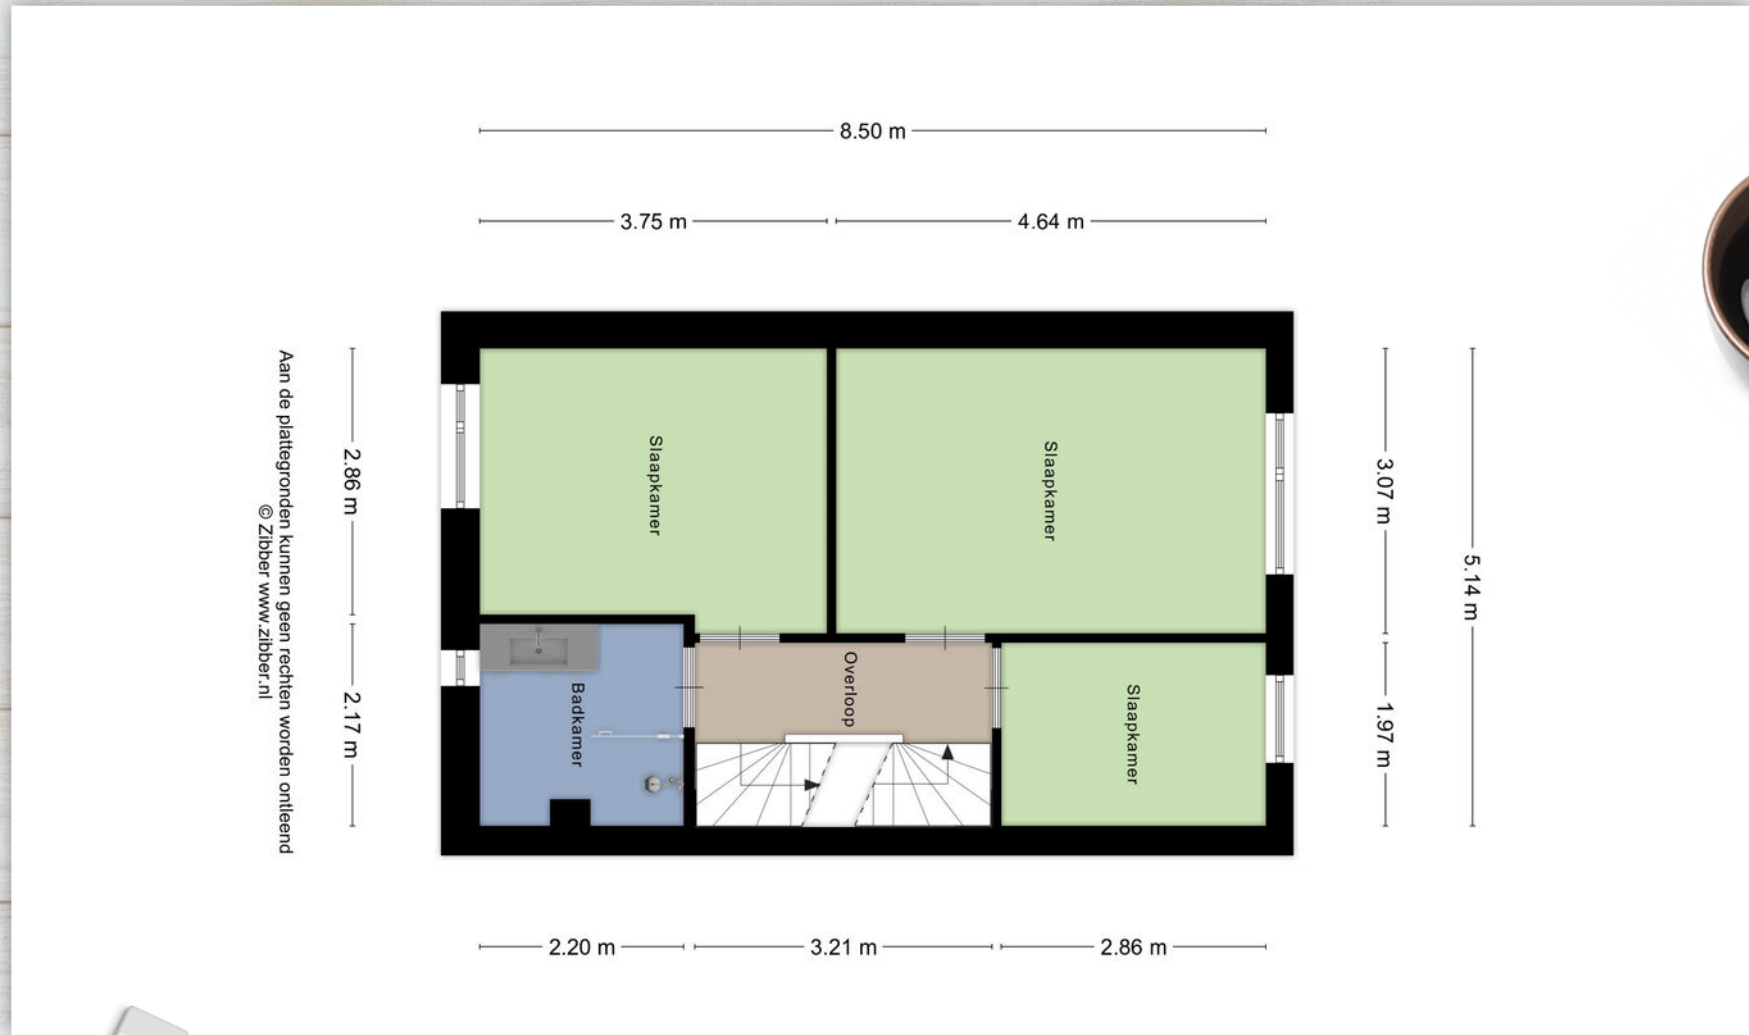 8.50 m
3.75 m
4.64 m
Slaapkamer
Slaapkamer
Aan de plattegronden kunnen geen rechten worden ontleend
© Zibber www.zibber.nl
2.86 m
3.07 m
5.14 m
Overloop
Badkamer
Slaapkamer
2.17 m
1.97 m
2.20 m
3.21 m
2.86 m